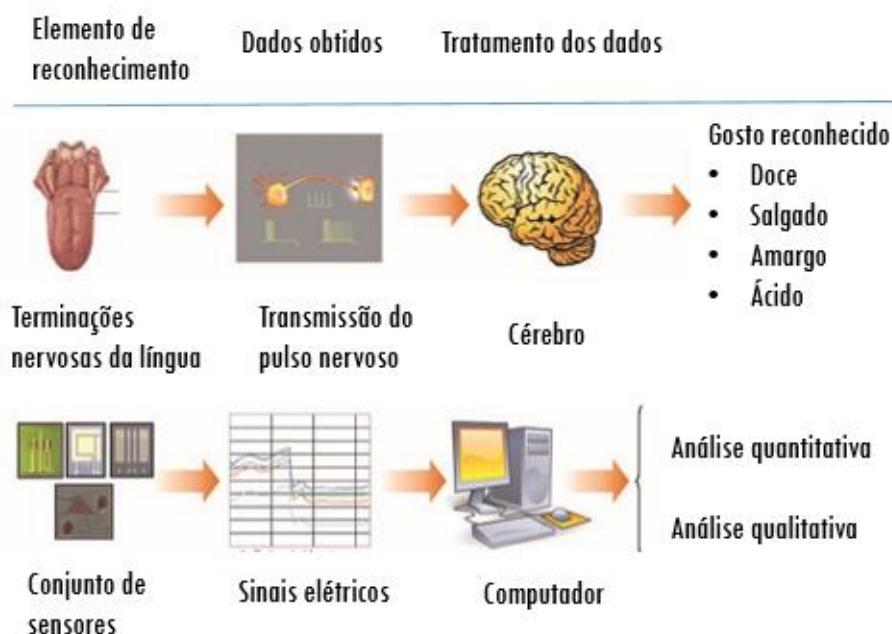 Elemento de
reconhecimento
Dados obtidos
Tratamento dos dados
Gosto reconhecido
• Doce
• Salgado
• Amargo
• Ácido
Terminações
nervosas da língua
Transmissão do
pulso nervoso
Cérebro
Análise quantitativa
Análise qualitativa
Conjunto de
sensores
Sinais elétricos
Computador